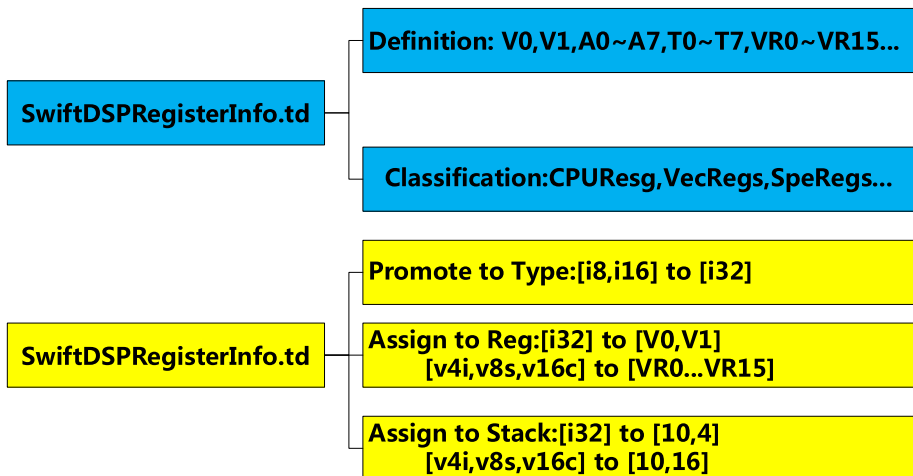 Definition: V0,V1,A0~A7,T0~T7,VR0~VR15...
SwiftDSPRegisterInfo.td
Classification:CPUResg,VecRegs,SpeRegs...
Promote to Type:[i8,i16] to [i32]
SwiftDSPRegisterInfo.td
Assign to Reg:[i32] to [V0,V1]
[v4i,v8s,v16c] to [VR0...VR15]
Assign to Stack:[i32] to [10,4]
[v4i,v8s,v16c] to [10,16]